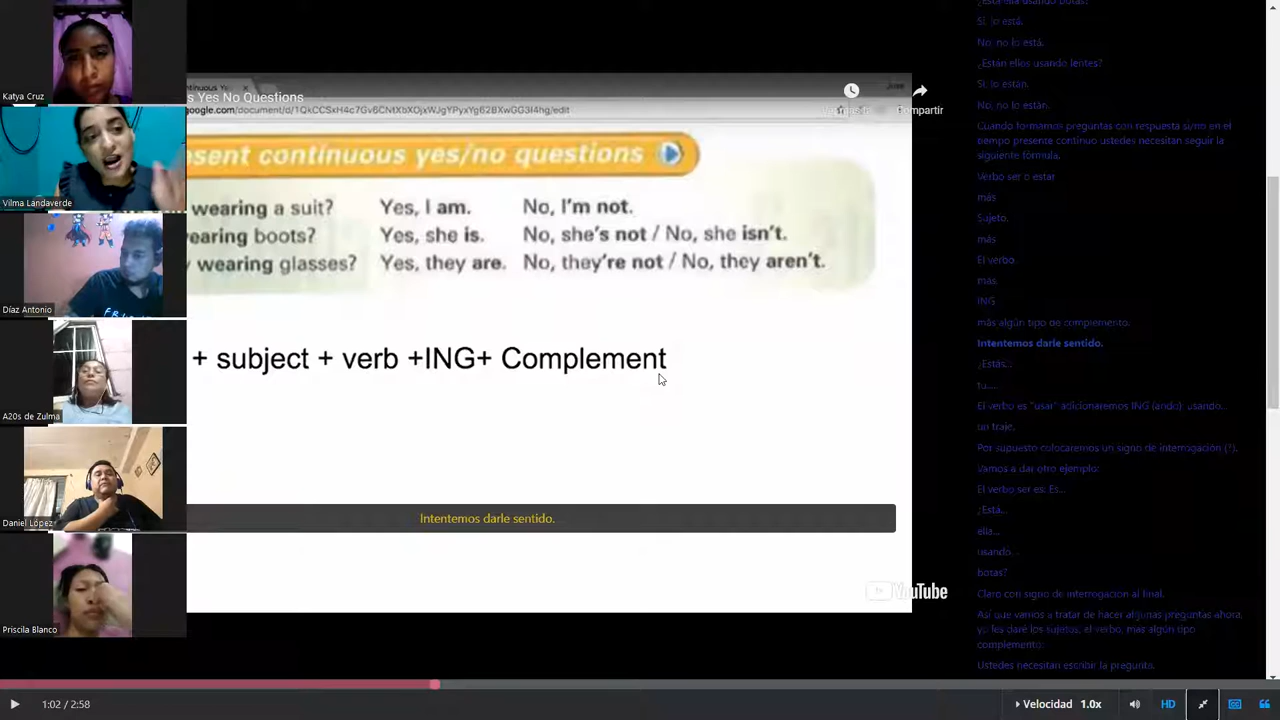 Katya Cruz
Vilma Landaverde
Díaz Antonio
A20s de Zulma
Daniel López
Priscila Blanco
s Yes No Questions
Compartir
esent continuous yes/no questions
wearing a suit? Yes, I am. No, I'm not.
earing boots? Yes, she is. No, she's not / No, she isn't.
y wearing glasses? Yes, they are. No, they're not / No, they aren't.
+ subject + verb +ING+ Complement
Intentemos darle sentido.
YouTube
Sí, lo está.
No, no lo está.
¿Están ellos usando lentes?
Si, lo están.
No, no lo están.
Cuando formamos preguntas con respuesta si/no en el
tiempo presente continuo ustedes necesitan seguir la
siguiente fórmula,
Verbo ser o estar
más
Sujeto,
más
El verbo,
más,
ING
más algún tipo de complemento.
Intentemos darle sentido.
¿Estás...
tu.....
El verbo es "usar" adicionaremos ING (ando): usando...
un traje,
Por supuesto colocaremos un signo de interrogación (?).
Vamos a dar otro ejemplo:
El verbo ser es: Es...
¿Está...
ella...
usando...
botas?
Claro con signo de interrogación al final.
Así que vamos a tratar de hacer algunas preguntas ahora,
yo les daré los sujetos, el verbo, mas algún tipo
complemento:
Ustedes necesitan escribir la pregunta.
1:02 / 2:58
Velocidad 1.0x
HD